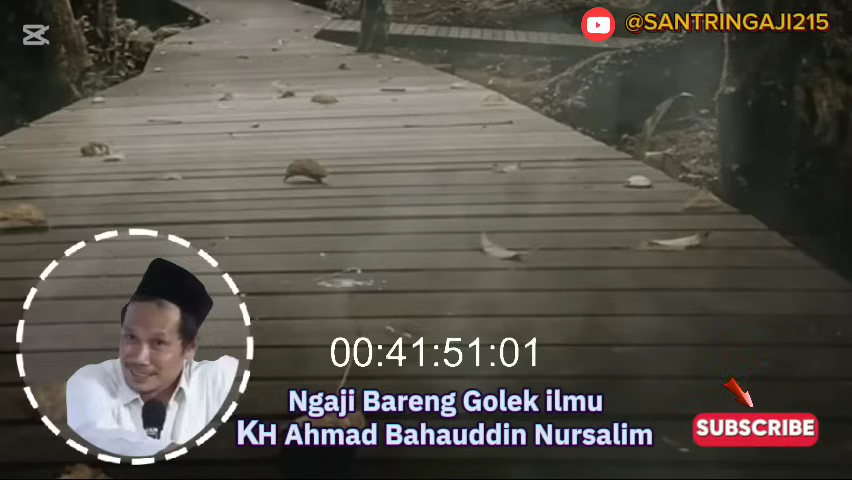 @SANTRINGAJI215
00:41:51:01
Ngaji Bareng Golek ilmu
KH Ahmad Bahauddin Nursalim
SUBSCRIBE